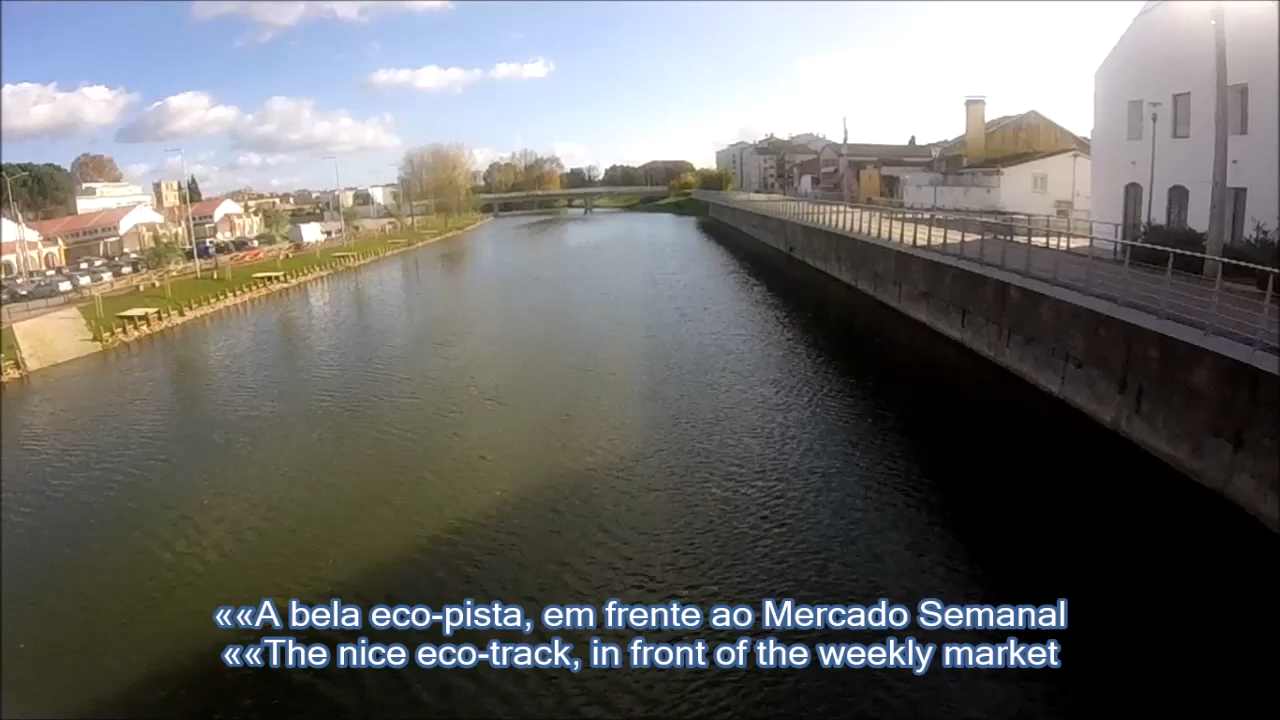 ««A bela eco-pista, em frente ao Mercado Semanal
««The nice eco-track, in front of the weekly market